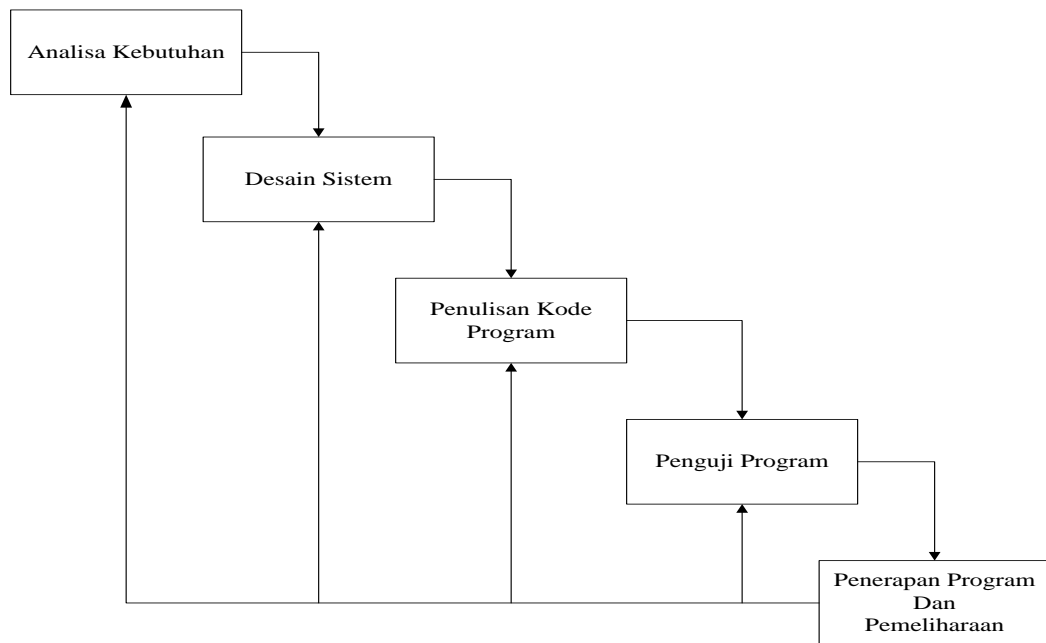 Analisa Kebutuhan
Desain Sistem
Penulisan Kode
Program
Penguji Program
Penerapan Program
Dan
Pemeliharaan